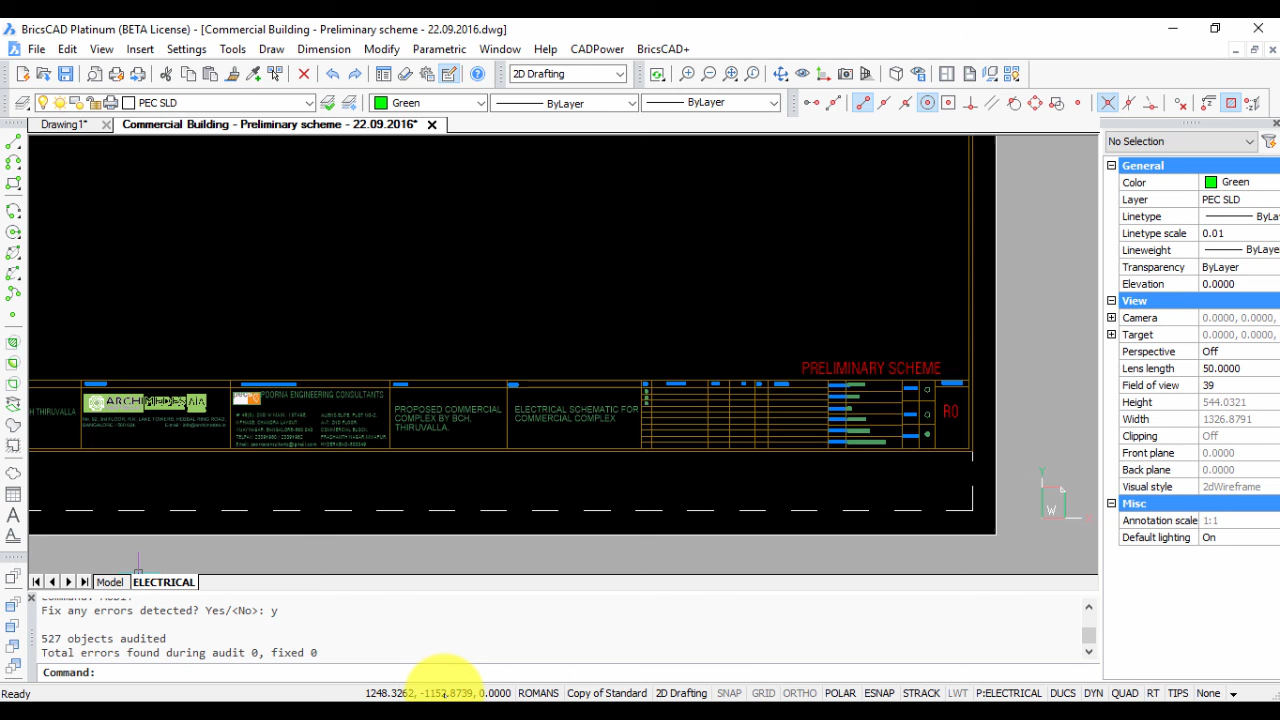 BricsCAD Platinum (BETA License) - [Commercial Building - Preliminary scheme - 22.09.2016.dwg]
File Edit View Insert Settings Tools Draw Dimension Modify Parametric Window Help CADPower BricsCAD+
2D Drafting
PEC SLD Green ByLayer ByLayer
Drawing1* Commercial Building - Preliminary scheme - 22.09.2016*
No Selection
General
Color Green
Layer PEC SLD
Linetype ByLa
Linetype scale 0.01
Lineweight ByLaye
Transparency ByLayer
Elevation 0.0000
View
Camera 0.0000, 0.0000,
Target 0.0000, 0.0000,
Perspective Off
Lens length 50.0000
Field of view 39
Height 544.0321
Width 1326.8791
Clipping Off
Front plane 0.0000
Back plane 0.0000
Visual style 2dWireframe
Misc
Annotation scale 1:1
Default lighting On
PRELIMINARY SCHEME
H THIRUVALLA
ARCHIMEDES
POORNA ENGINEERING CONSULTANTS
PROPOSED COMMERCIAL
COMPLEX BY BCH,
THIRUVALLA.
ELECTRICAL SCHEMATIC FOR
COMMERCIAL COMPLEX
R0
Y
W
Model ELECTRICAL
Fix any errors detected? Yes/<No>: y
527 objects audited
Total errors found during audit 0, fixed 0
Command:
Ready 1248.3262, -1152.8739, 0.0000 ROMANS Copy of Standard 2D Drafting SNAP GRID ORTHO POLAR ESNAP STRACK LWT P:ELECTRICAL DUCS DYN QUAD RT TIPS None